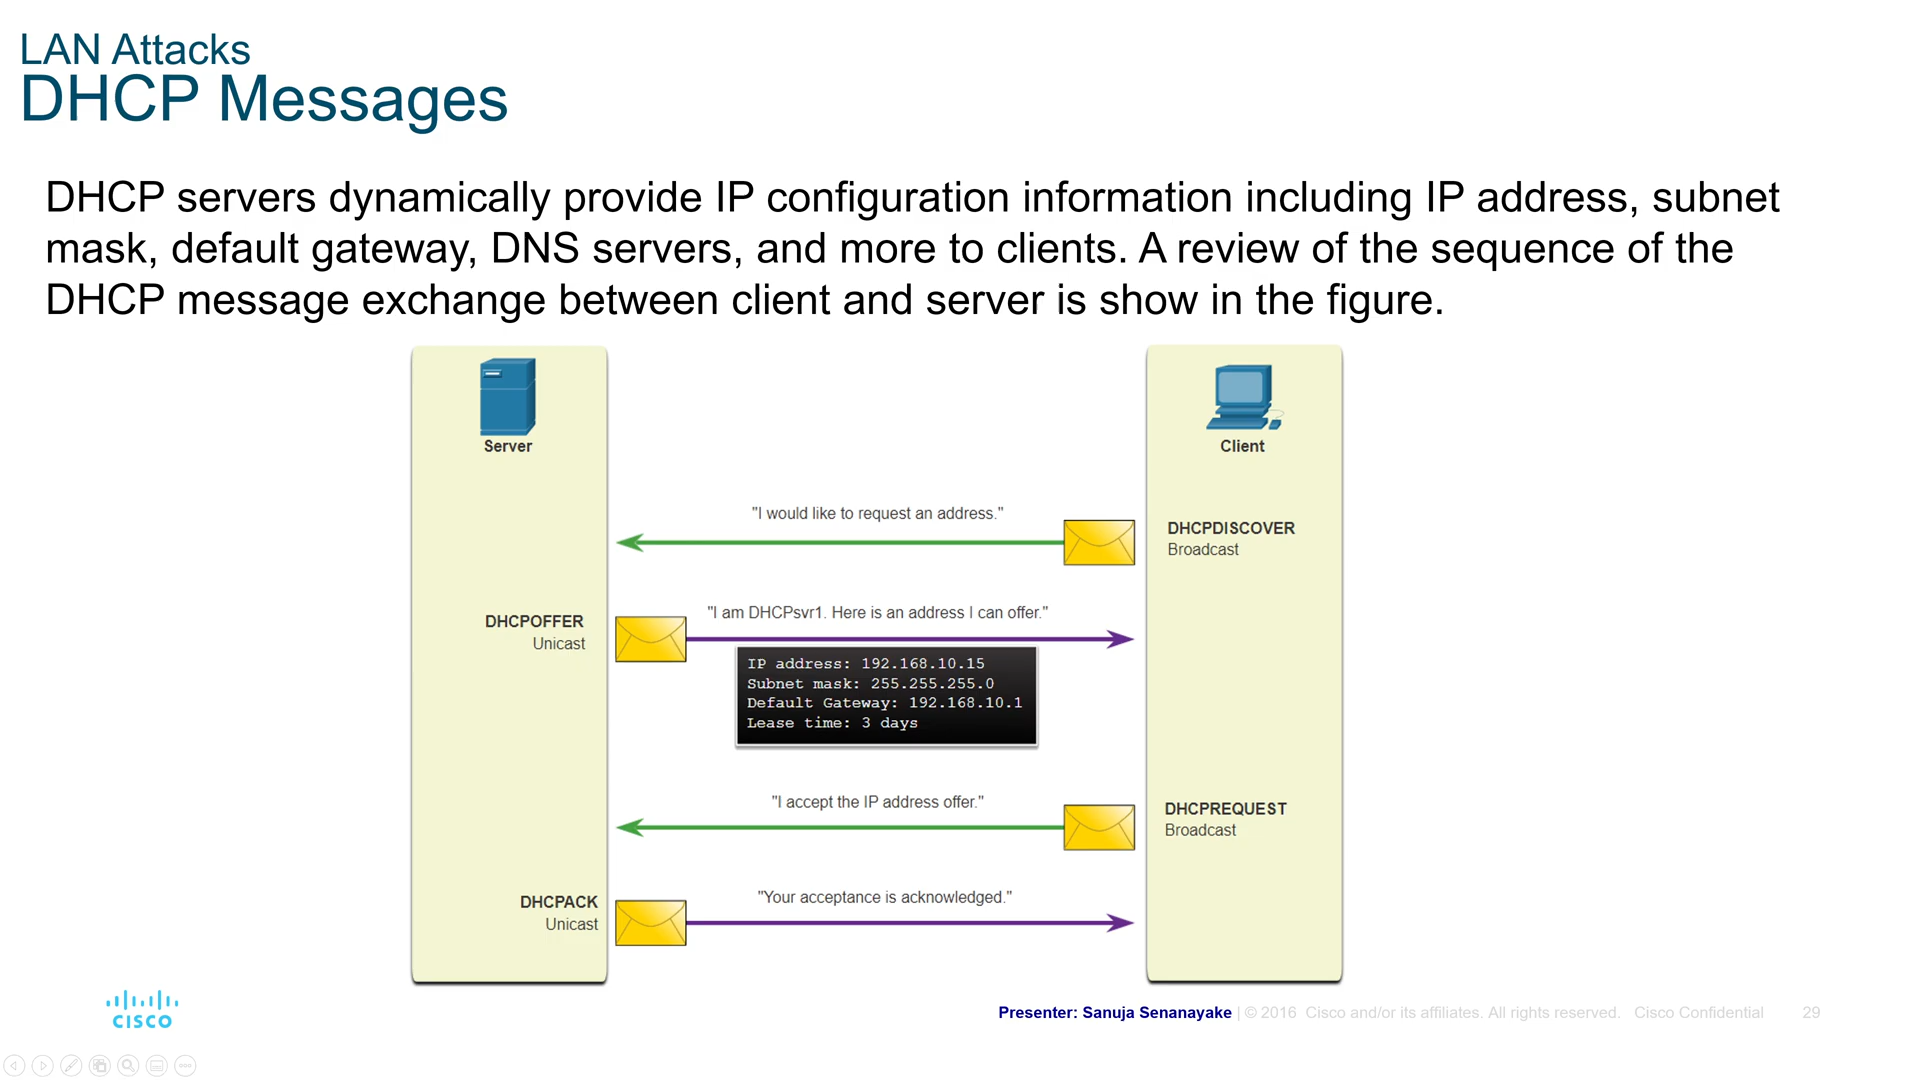 LAN Attacks
DHCP Messages
DHCP servers dynamically provide IP configuration information including IP address, subnet
mask, default gateway, DNS servers, and more to clients. A review of the sequence of the
DHCP message exchange between client and server is show in the figure.
Server
Client
"I would like to request an address."
DHCPDISCOVER
Broadcast
DHCPOFFER
Unicast
"I am DHCPsvr1. Here is an address I can offer."
IP address: 192.168.10.15
Subnet mask: 255.255.255.0
Default Gateway: 192.168.10.1
Lease time: 3 days
"I accept the IP address offer."
DHCPREQUEST
Broadcast
DHCPACK
Unicast
"Your acceptance is acknowledged."
CISCO
Presenter: Sanuja Senanayake | © 2016 Cisco and/or its affiliates. All rights reserved. Cisco Confidential 29